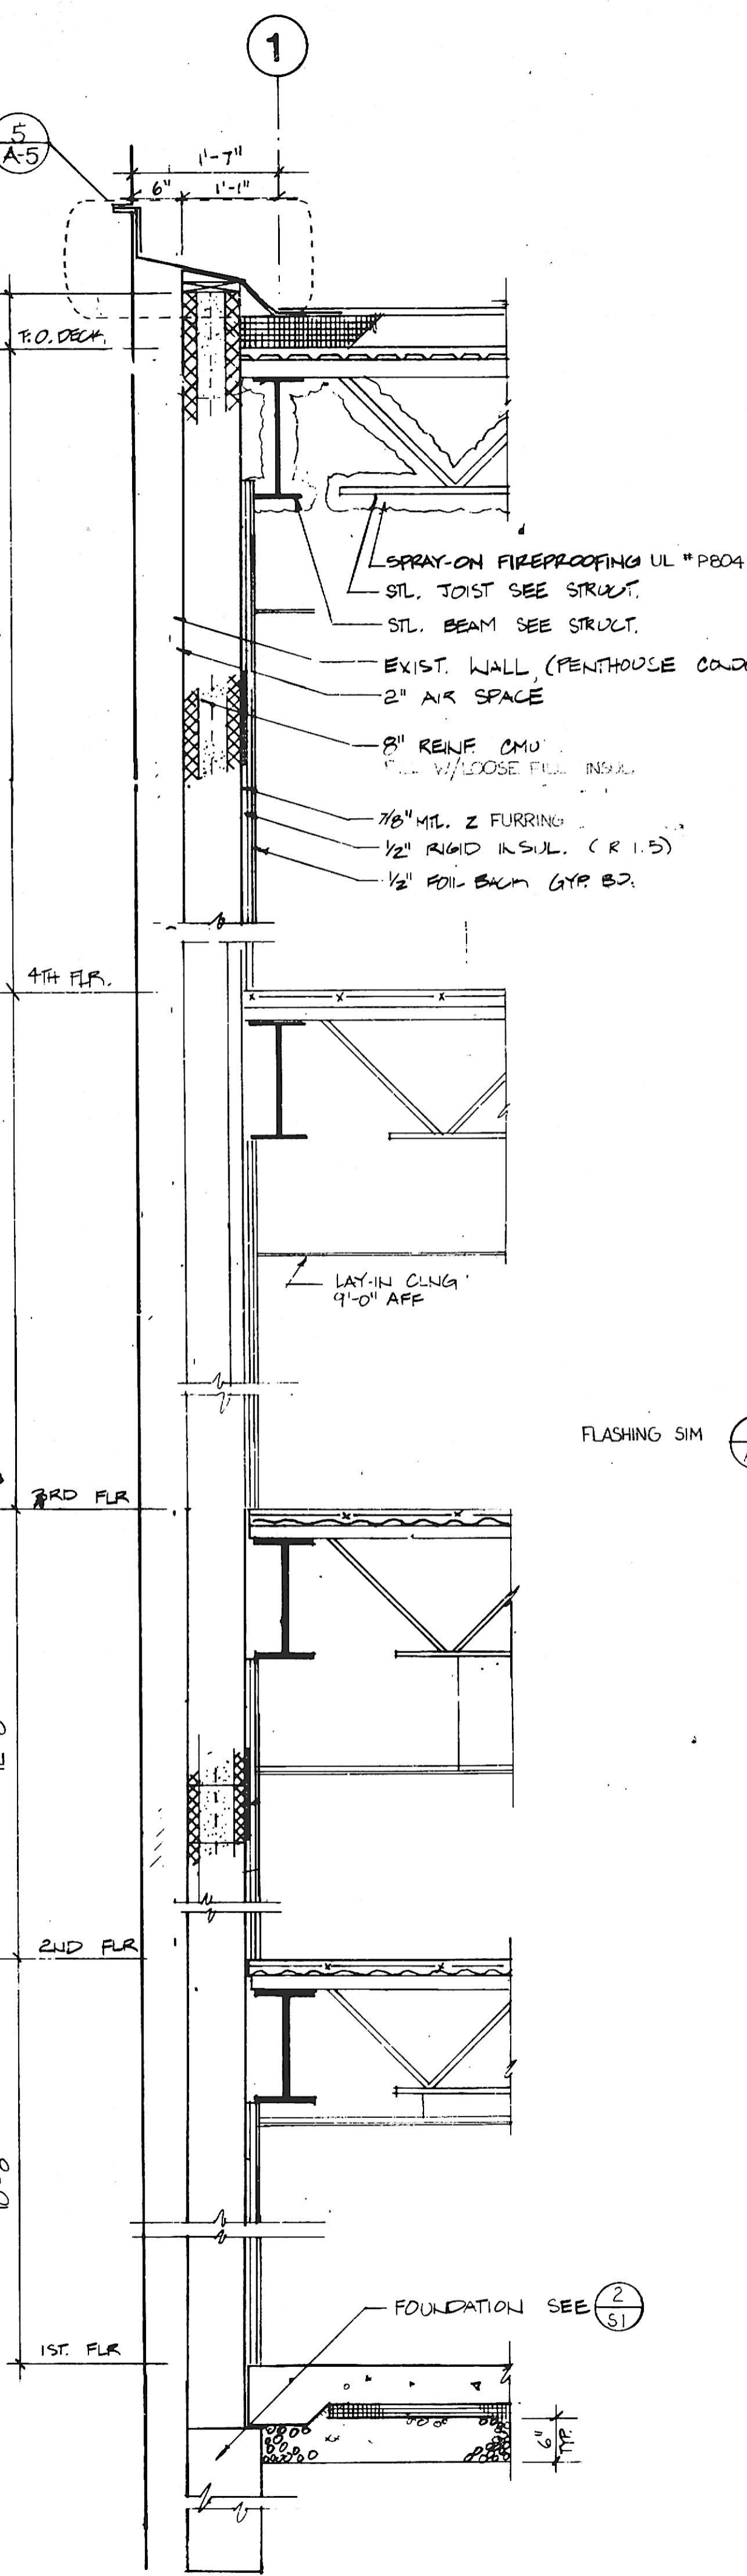 1
5
A-5
1'-7"
6" 1'-1"
T.O. DECK
SPRAY-ON FIREPROOFING UL # P804
STL. JOIST SEE STRUCT.
STL. BEAM SEE STRUCT.
EXIST. WALL, (PENTHOUSE
2" AIR SPACE
8" REINF. CMU
FILL W/LOOSE FILL INSUL.
7/8" MTL. Z FURRING
1/2" RIGID INSUL. (R 1.5)
1/2" FOIL BACK GYP. BD.
4TH FLR.
LAY-IN CLNG
9'-0" AFF
FLASHING SIM
3RD FLR
2ND FLR
FOUNDATION SEE 2
S1
1ST. FLR
6"
TYP.